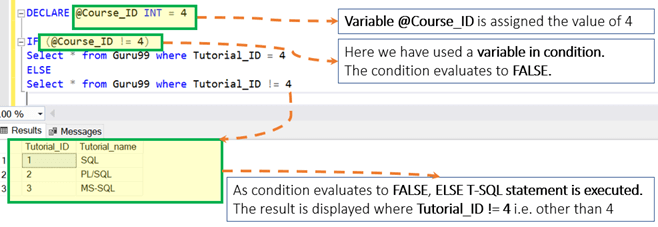 DECLARE @Course_ID INT = 4
Variable @Course_ID is assigned the value of 4
IF (@Course_ID != 4)
Select * from Guru99 where Tutorial_ID = 4
ELSE
Select * from Guru99 where Tutorial_ID != 4
Here we have used a variable in condition.
The condition evaluates to FALSE.
.00 %
Results Messages
Tutorial_ID Tutorial_name
1 1 SQL
2 2 PL/SQL
3 3 MS-SQL
As condition evaluates to FALSE, ELSE T-SQL statement is executed.
The result is displayed where Tutorial_ID != 4 i.e. other than 4